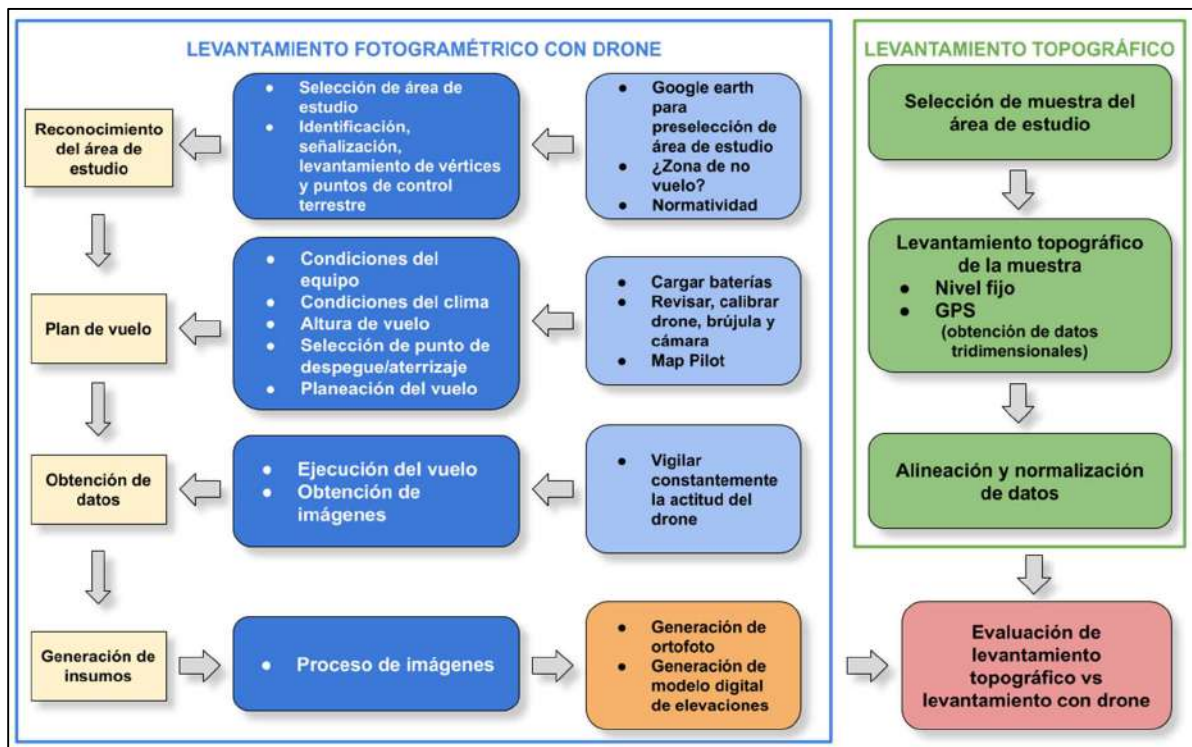 LEVANTAMIENTO FOTOGRAMÉTRICO CON DRONE
Reconocimiento
del área de
estudio
● Selección de área de
estudio
● Identificación,
señalización,
levantamiento de vértices
y puntos de control
terrestre
● Google earth
para
preselección de
área de estudio
● ¿Zona de no
vuelo?
● Normatividad
Plan de vuelo
● Condiciones del
equipo
● Condiciones del clima
● Altura de vuelo
● Selección de punto de
despegue/aterrizaje
● Planeación del vuelo
● Cargar baterías
● Revisar, calibrar
drone, brújula y
cámara
● Map Pilot
Obtención de
datos
● Ejecución del vuelo
● Obtención de
imágenes
● Vigilar
constantemente
la actitud del
drone
Generación de
insumos
● Proceso de imágenes
● Generación de
ortofoto
● Generación de
modelo digital
de elevaciones
LEVANTAMIENTO TOPOGRÁFICO
Selección de muestra del
área de estudio
Levantamiento topográfico
de la muestra
● Nivel fijo
● GPS
(obtención de datos
tridimensionales)
Alineación y normalización
de datos
Evaluación de
levantamiento
topográfico vs
levantamiento con drone